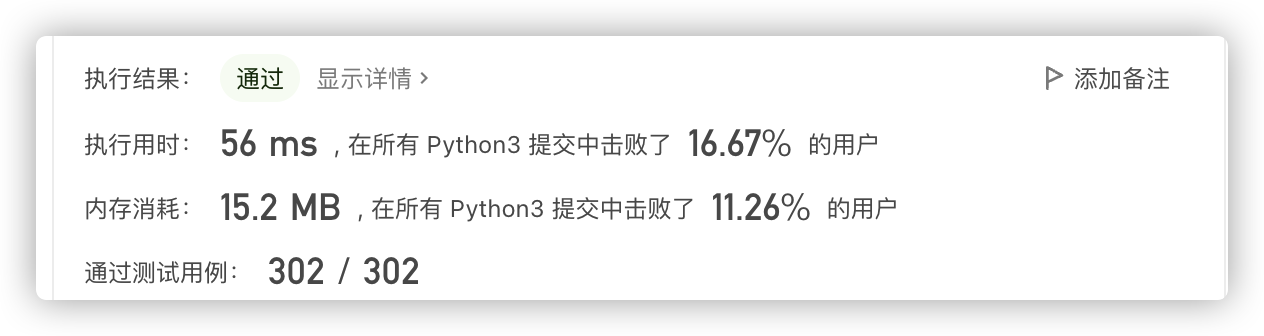 执行结果： 通过 显示详情 > 添加备注
执行用时： 56 ms , 在所有 Python3 提交中击败了 16.67% 的用户
内存消耗： 15.2 MB , 在所有 Python3 提交中击败了 11.26% 的用户
通过测试用例： 302 / 302